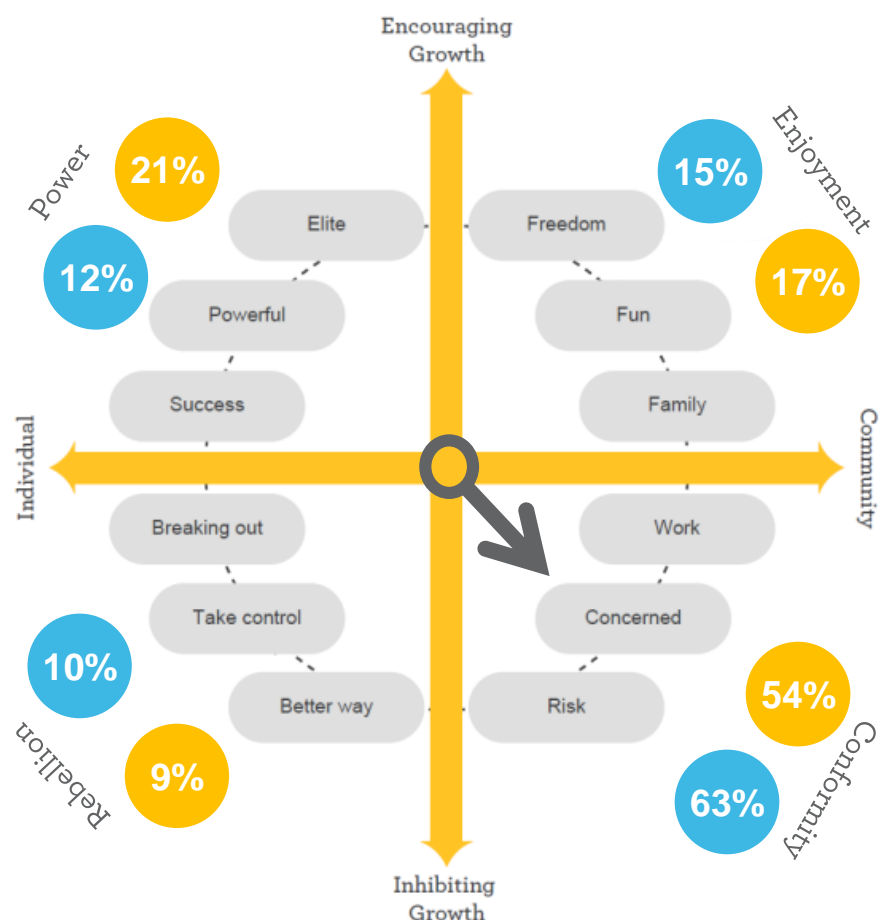 Encouraging
Growth
Power
21%
12%
15%
Enjoyment
17%
Elite
Freedom
Powerful
Fun
Success
Family
Individual
Community
Breaking out
Work
Take control
Concerned
Better way
Risk
10%
Rebellion
9%
54%
63%
Conformity
Inhibiting
Growth